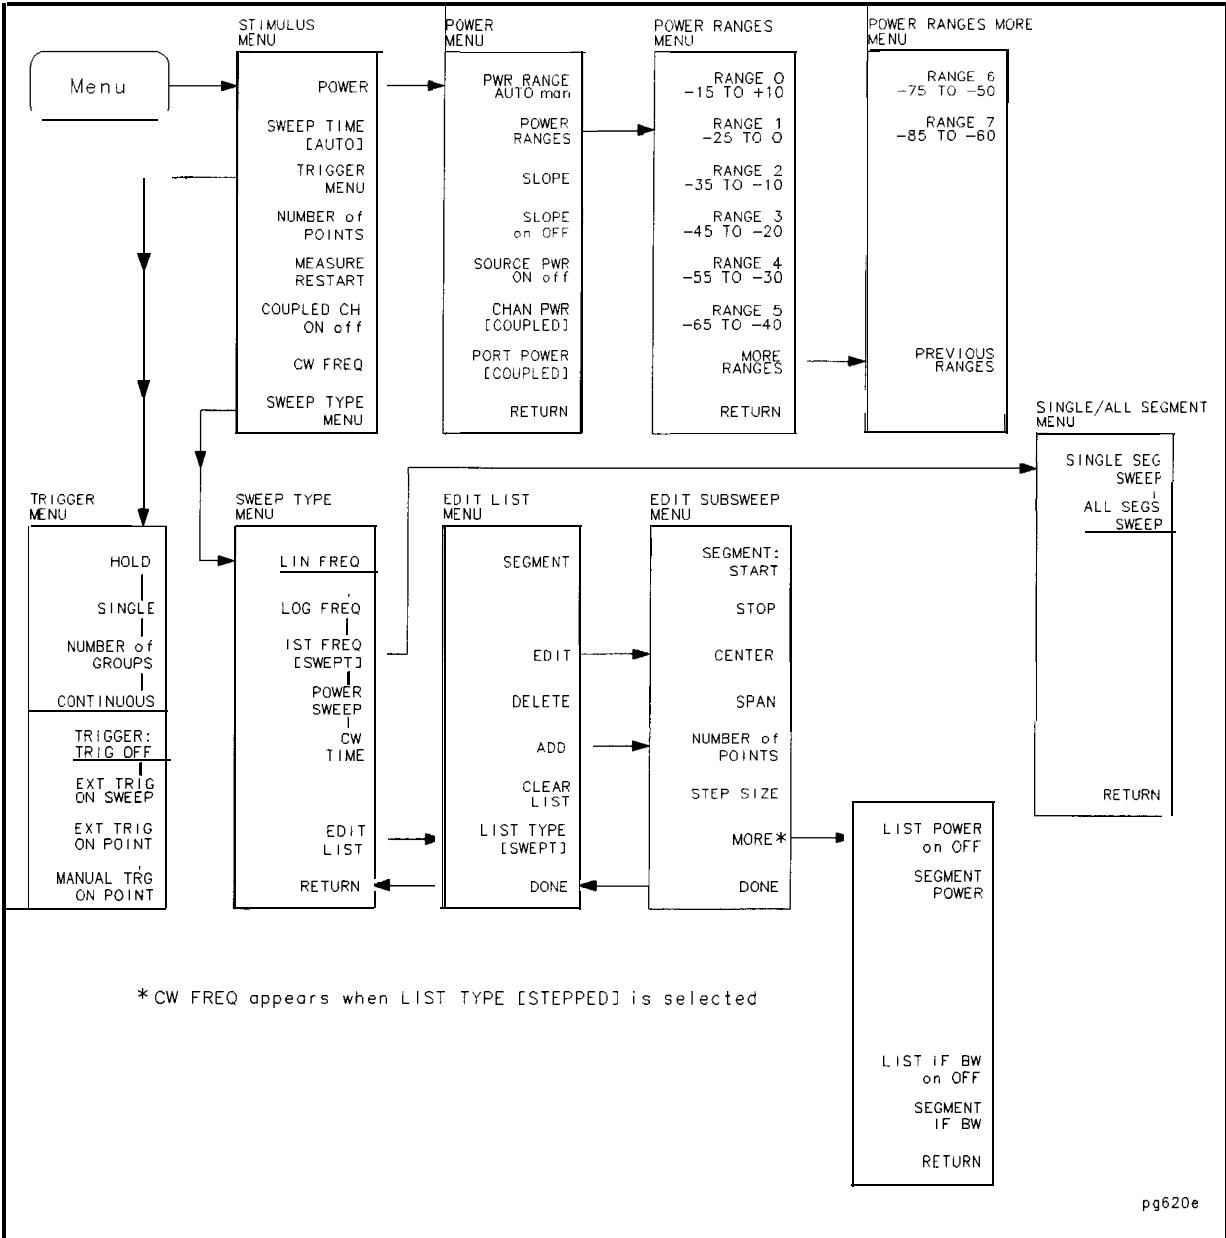 Menu
STIMULUS
MENU
POWER
SWEEP TIME
[AUTO]
TRIGGER
MENU
NUMBER of
POINTS
MEASURE
RESTART
COUPLED CH
ON off
CW FREQ
SWEEP TYPE
MENU
POWER
MENU
PWR RANGE
AUTO man
POWER
RANGES
SLOPE
SLOPE
on OFF
SOURCE PWR
ON off
CHAN PWR
[COUPLED]
PORT POWER
[COUPLED]
RETURN
POWER RANGES
MENU
RANGE 0
-15 TO +10
RANGE 1
-25 TO 0
RANGE 2
-35 TO -10
RANGE 3
-45 TO -20
RANGE 4
-55 TO -30
RANGE 5
-65 TO -40
MORE
RANGES
RETURN
POWER RANGES MORE
MENU
RANGE 6
-75 TO -50
RANGE 7
-85 TO -60
PREVIOUS
RANGES
SINGLE/ALL SEGMENT
MENU
SINGLE SEG
SWEEP
ALL SEGS
SWEEP
RETURN
TRIGGER
MENU
HOLD
SINGLE
NUMBER of
GROUPS
CONTINUOUS
TRIGGER:
TRIG OFF
EXT TRIG
ON SWEEP
EXT TRIG
ON POINT
MANUAL TRG
ON POINT
SWEEP TYPE
MENU
LIN FREQ
LOG FREQ
IST FREQ
[SWEPT]
POWER
SWEEP
CW
TIME
EDIT
LIST
RETURN
EDIT LIST
MENU
SEGMENT
EDIT
DELETE
ADD
CLEAR
LIST
LIST TYPE
[SWEPT]
DONE
EDIT SUBSWEEP
MENU
SEGMENT:
START
STOP
CENTER
SPAN
NUMBER of
POINTS
STEP SIZE
MORE*
DONE
LIST POWER
on OFF
SEGMENT
POWER
LIST IF BW
on OFF
SEGMENT
IF BW
RETURN
*CW FREQ appears when LIST TYPE [STEPPED] is selected
pg620e